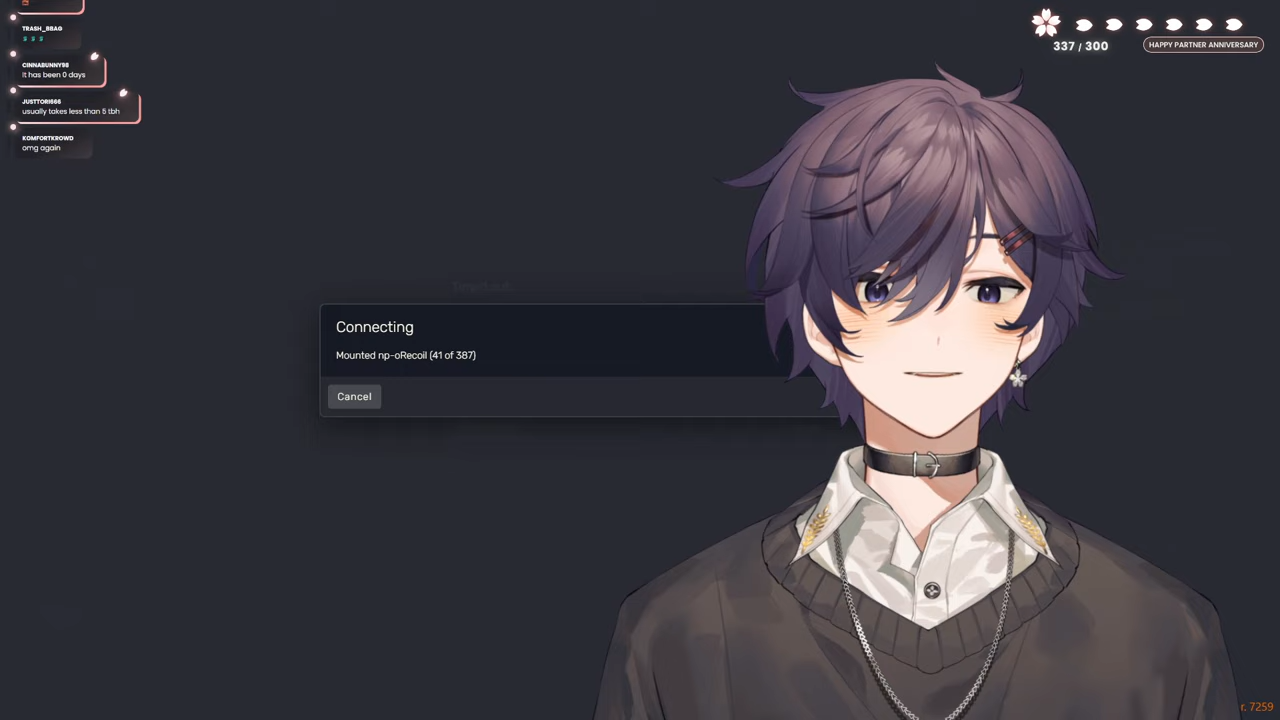 TRASH_BBAG
CINNABUNNY98
It has been 0 days
JUSTTORI666
usually takes less than 5 tbh
KOMFORTKROWD
omg again
337 / 300
HAPPY PARTNER ANNIVERSARY
Connecting
Mounted np-oRecoil (41 of 387)
Cancel
r. 7259